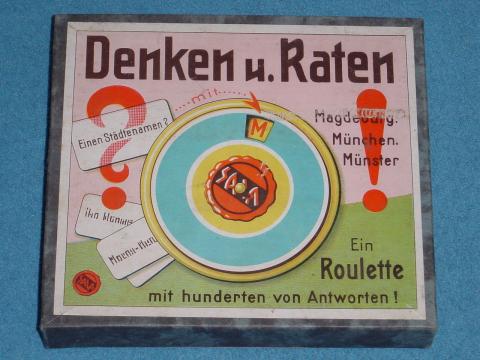 Denken u. Raten
mit
M
Einen Städtenamen?
Magdeburg.
München.
Münster
?
!
Ein
Roulette
mit hunderten von Antworten!